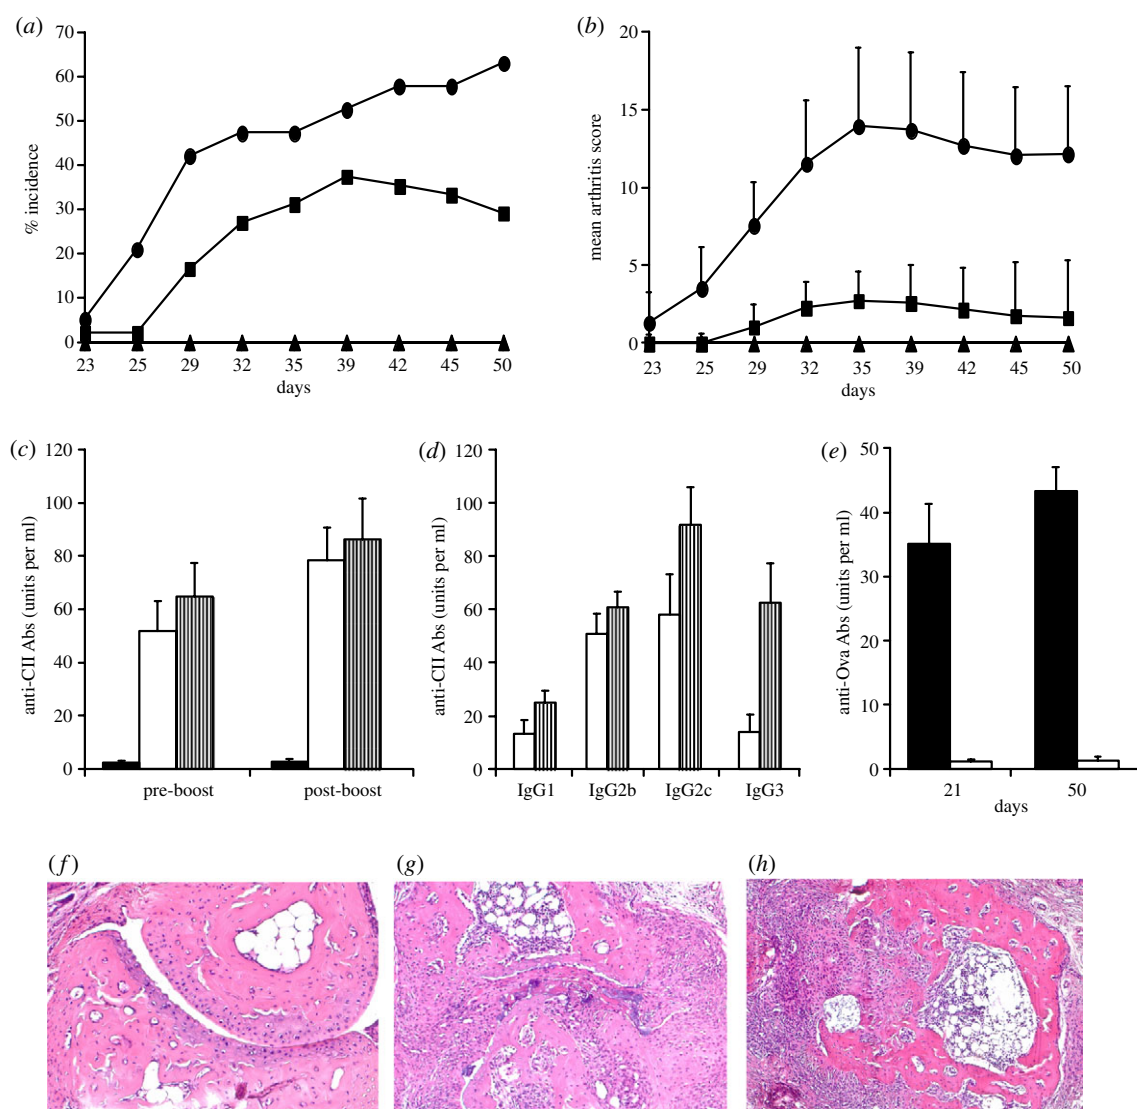 (a)
70
60
50
40
30
20
10
0
% incidence
23 25 29 32 35 39 42 45 50
days
(b)
20
15
10
5
0
mean arthritis score
23 25 29 32 35 39 42 45 50
days
(c)
120
100
80
60
40
20
0
anti-CII Abs (units per ml)
pre-boost post-boost
(d)
120
100
80
60
40
20
0
anti-CII Abs (units per ml)
IgG1 IgG2b IgG2c IgG3
(e)
50
40
30
20
10
0
anti-Ova Abs (units per ml)
21 50
days
(f)
(g)
(h)